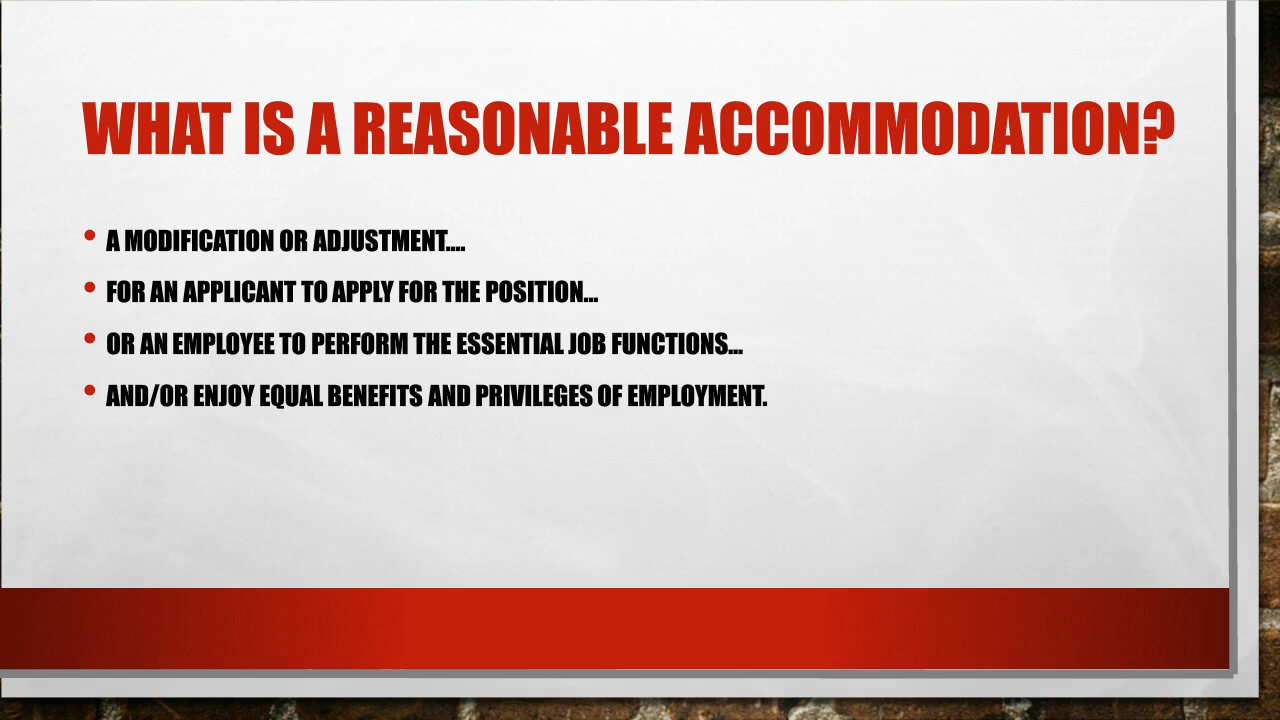 WHAT IS A REASONABLE ACCOMMODATION?
• A MODIFICATION OR ADJUSTMENT....
• FOR AN APPLICANT TO APPLY FOR THE POSITION...
• OR AN EMPLOYEE TO PERFORM THE ESSENTIAL JOB FUNCTIONS...
• AND/OR ENJOY EQUAL BENEFITS AND PRIVILEGES OF EMPLOYMENT.